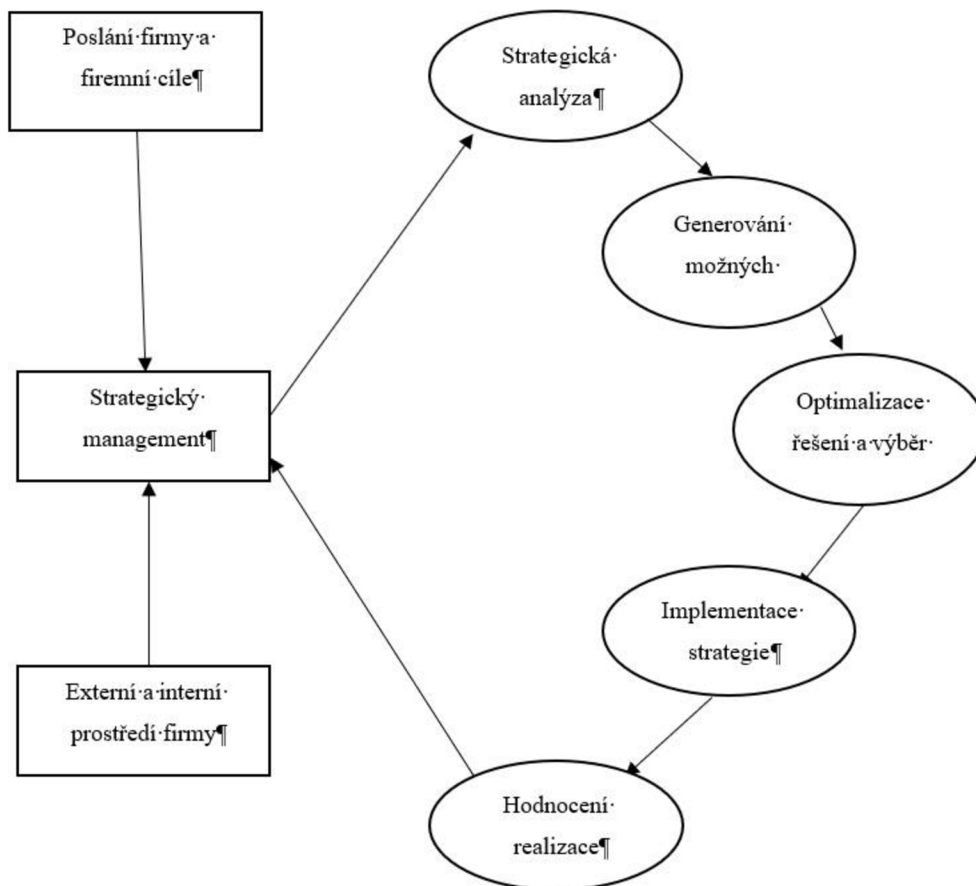 Poslání·firmy·a·
firemní·cíle¶
Strategická·
analýza¶
Generování·
možných·
Strategický·
management¶
Optimalizace·
řešení·a·výběr·
Implementace·
strategie¶
Externí·a·interní·
prostředí·firmy¶
Hodnocení·
realizace¶